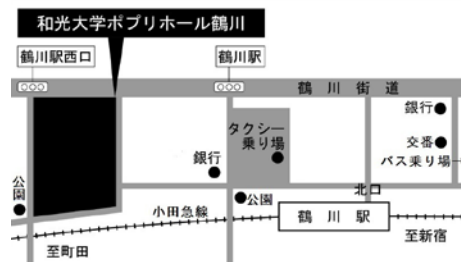 和光大学ポプリホール鶴川
鶴川駅西口
鶴川駅
鶴川街道
銀行
タクシー
乗り場
交番
銀行
バス乗り場
公園
北口
公園
小田急線
鶴川駅
至新宿
至町田